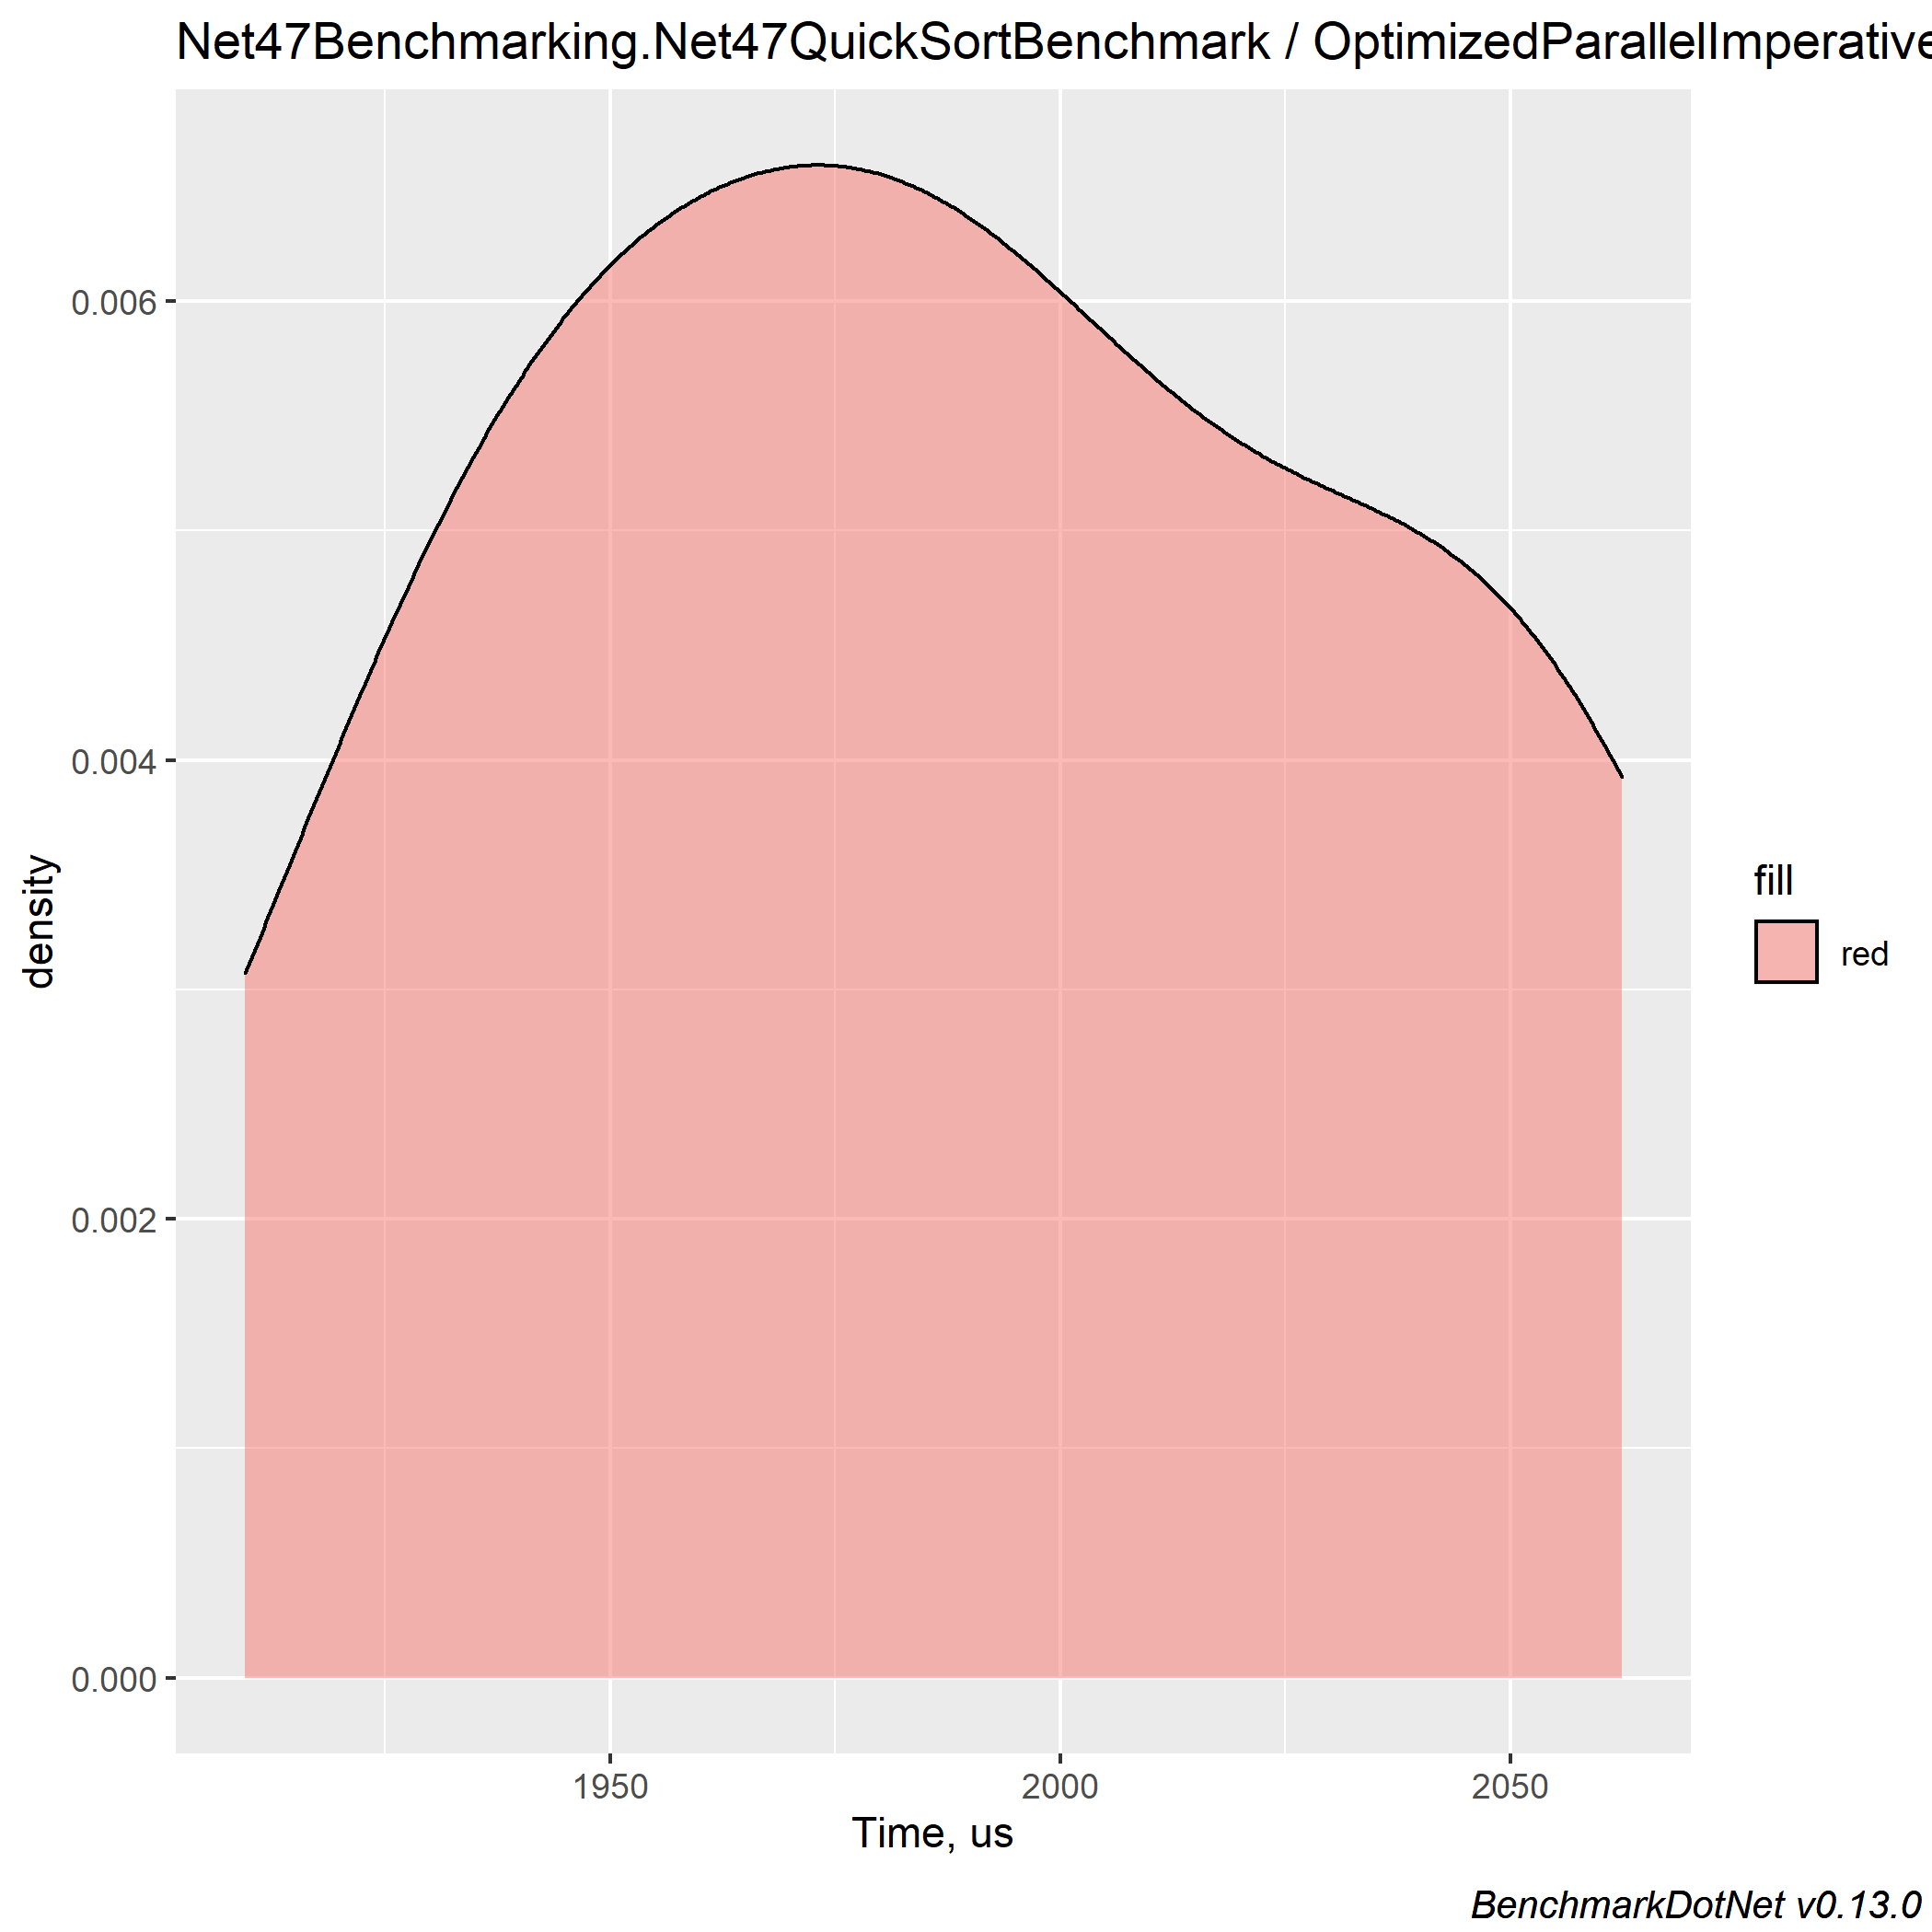 Net47Benchmarking.Net47QuickSortBenchmark / OptimizedParallelImperative
0.006
0.004
0.002
0.000
density
1950 2000 2050
Time, us
fill
red
BenchmarkDotNet v0.13.0